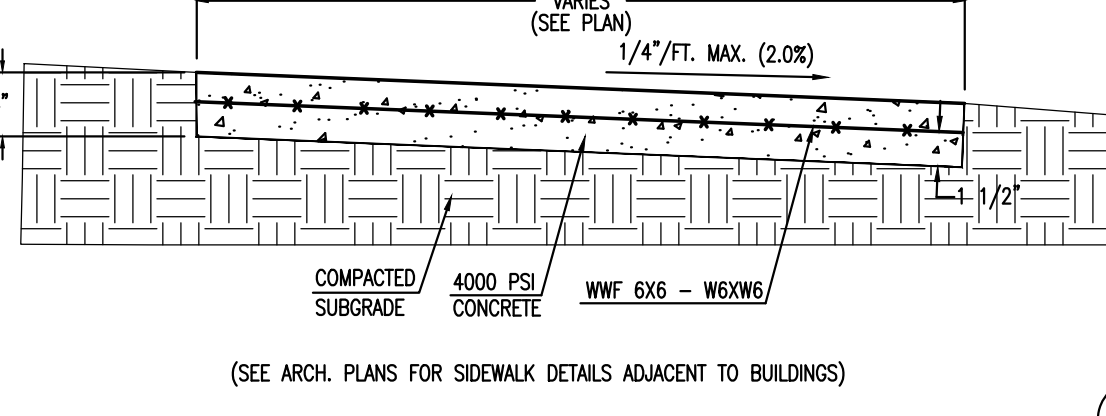 VARIES
(SEE PLAN)
1/4"/FT. MAX. (2.0%)
1 1/2"
COMPACTED
SUBGRADE
4000 PSI
CONCRETE
WWF 6X6 - W6XW6
(SEE ARCH. PLANS FOR SIDEWALK DETAILS ADJACENT TO BUILDINGS)